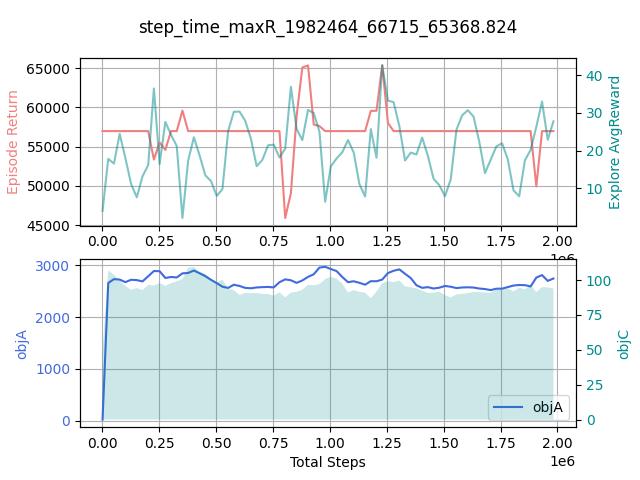 step_time_maxR_1982464_66715_65368.824
65000
60000
55000
50000
45000
Episode Return
40
30
20
10
Explore AvgReward
0.00 0.25 0.50 0.75 1.00 1.25 1.50 1.75 2.00
1e6
3000
2000
1000
0
objA
100
75
50
25
0
objC
objA
0.00 0.25 0.50 0.75 1.00 1.25 1.50 1.75 2.00
Total Steps
1e6